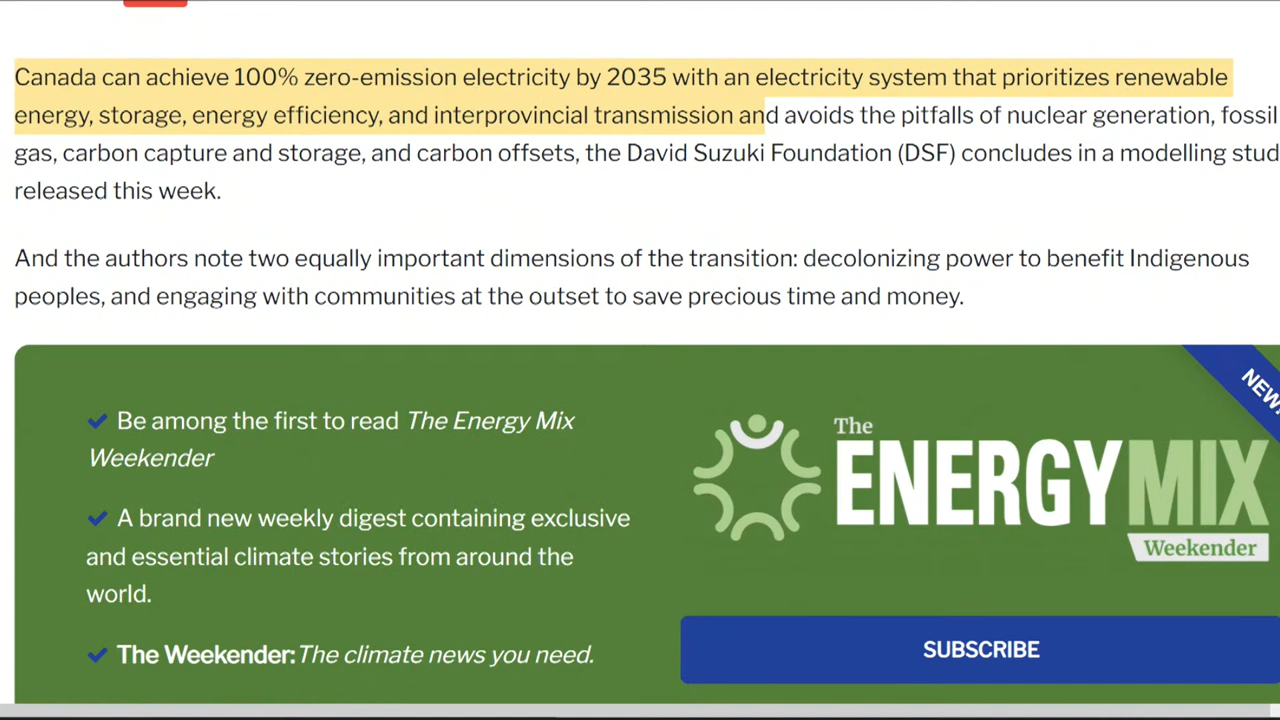 Canada can achieve 100% zero-emission electricity by 2035 with an electricity system that prioritizes renewable
energy, storage, energy efficiency, and interprovincial transmission and avoids the pitfalls of nuclear generation, fossil
gas, carbon capture and storage, and carbon offsets, the David Suzuki Foundation (DSF) concludes in a modelling stud
released this week.
And the authors note two equally important dimensions of the transition: decolonizing power to benefit Indigenous
peoples, and engaging with communities at the outset to save precious time and money.
Be among the first to read The Energy Mix
Weekender
A brand new weekly digest containing exclusive
and essential climate stories from around the
world.
The Weekender: The climate news you need.
NEW!
The
ENERGYMIX
Weekender
SUBSCRIBE